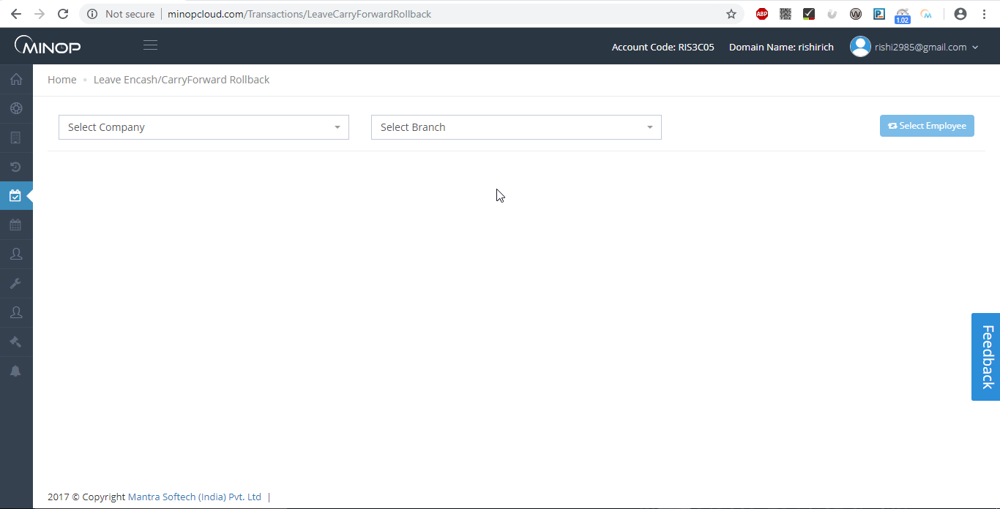 Not secure minopcloud.com/Transactions/LeaveCarryForwardRollback
ABP
1.02
MINOP
Account Code: RIS3C05 Domain Name: rishirich rishi2985@gmail.com
Home • Leave Encash/CarryForward Rollback
Select Company Select Branch Select Employee
Feedback
2017 © Copyright Mantra Softech (India) Pvt. Ltd |